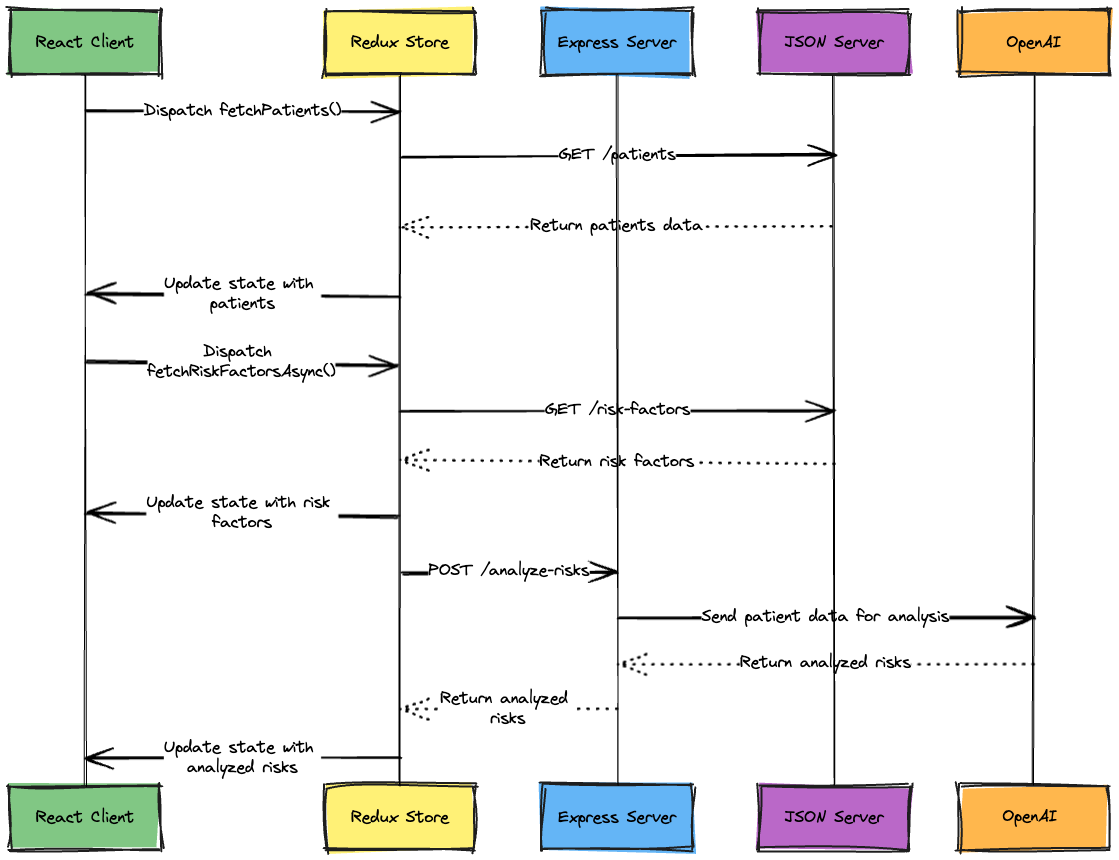 React Client
Redux Store
Express Server
JSON Server
OpenAI
Dispatch fetchPatients()
GET /patients
Return patients data
Update state with
patients
Dispatch
fetchRiskFactorsAsync()
GET /risk-factors
Return risk factors
Update state with risk
factors
POST /analyze-risks
Send patient data for analysis
Return analyzed risks
Return analyzed
risks
Update state with
analyzed risks
React Client
Redux Store
Express Server
JSON Server
OpenAI